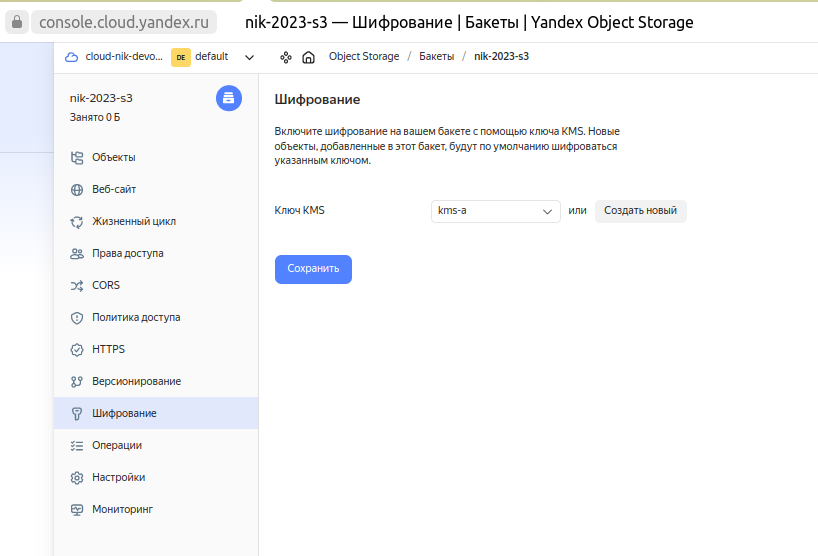 console.cloud.yandex.ru nik-2023-s3 — Шифрование | Бакеты | Yandex Object Storage
cloud-nik-devo... DE default Object Storage / Бакеты / nik-2023-s3
nik-2023-s3
Занято 0 Б
Объекты
Веб-сайт
Жизненный цикл
Права доступа
CORS
Политика доступа
HTTPS
Версионирование
Шифрование
Операции
Настройки
Мониторинг
Шифрование
Включите шифрование на вашем бакете с помощью ключа KMS. Новые
объекты, добавленные в этот бакет, будут по умолчанию шифроваться
указанным ключом.
Ключ KMS kms-a или Создать новый
Сохранить